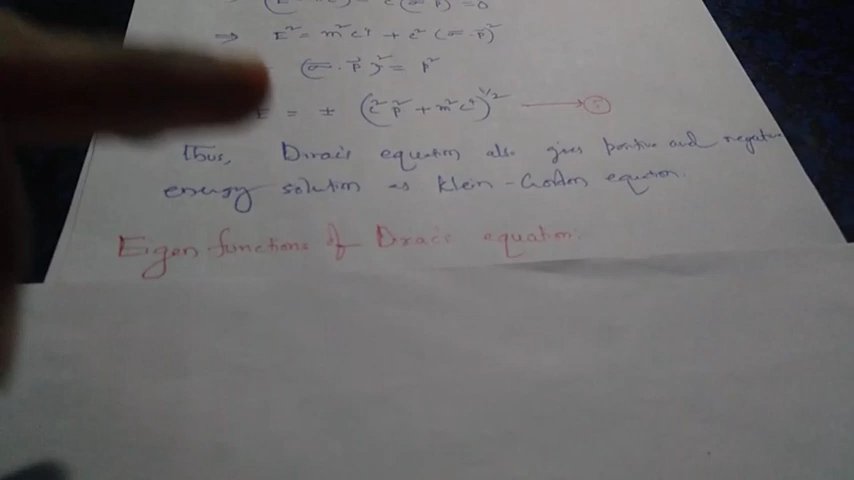 ⇒ E² = m²c⁴ + c² (σ · p)²
(σ · p⃗)² = p²
E = ± (c²p² + m²c⁴)^1/2 ⟶ ⑤
Thus, Dirac's equation also gives positive and negative
energy solution as Klein-Gordon equation.
Eigen functions of Dirac's equation.